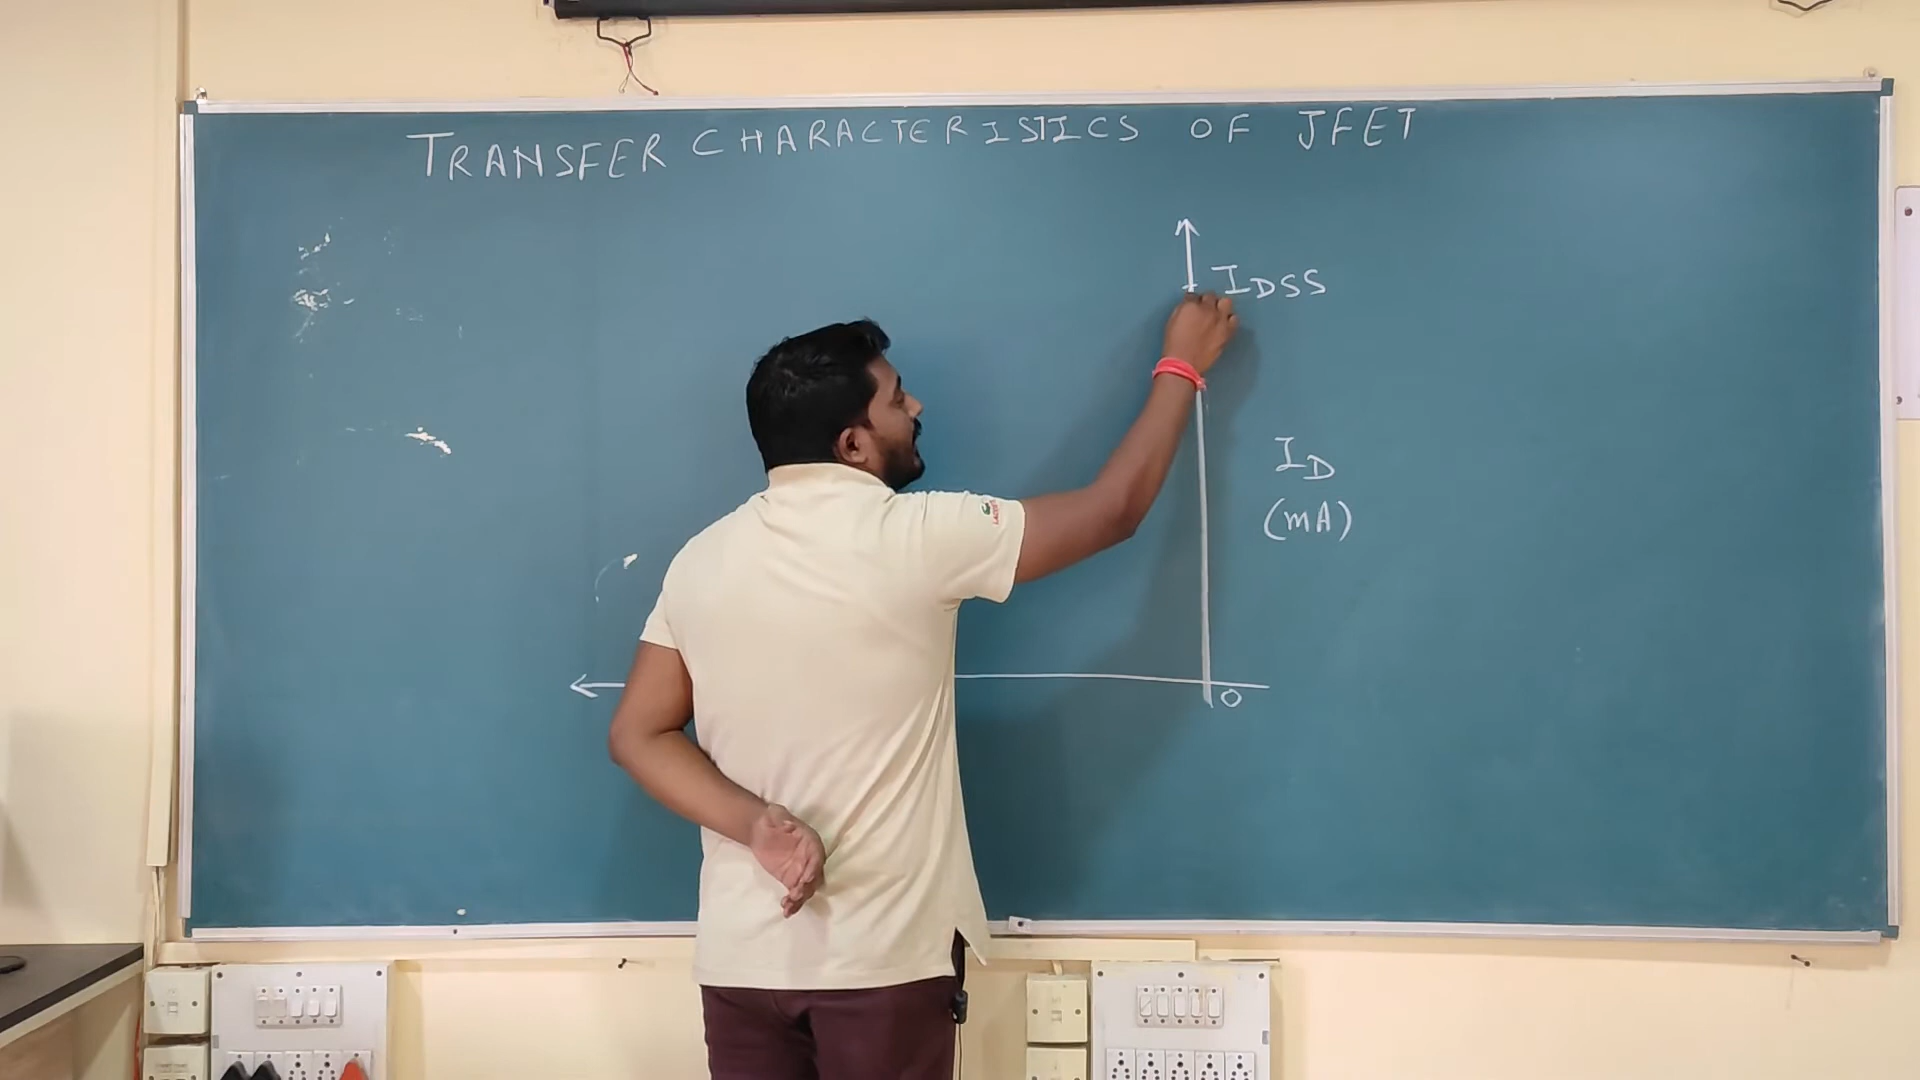 TRANSFER CHARACTERISTICS OF JFET
IDSS
ID
(mA)
0